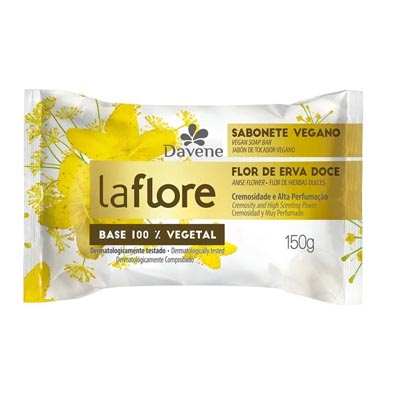 Davene
laflore
BASE 100 % VEGETAL
Dermatologicamente testado • Dermatologically tested
Dermatológicamente Comprobado
SABONETE VEGANO
VEGAN SOAP BAR
JABÓN DE TOCADOR VEGANO
FLOR DE ERVA DOCE
ANISE FLOWER • FLOR DE HIERBAS DULCES
Cremosidade e Alta Perfumação
Creamosity and High Scenting Power
Cremosidad y Muy Perfumado
150g